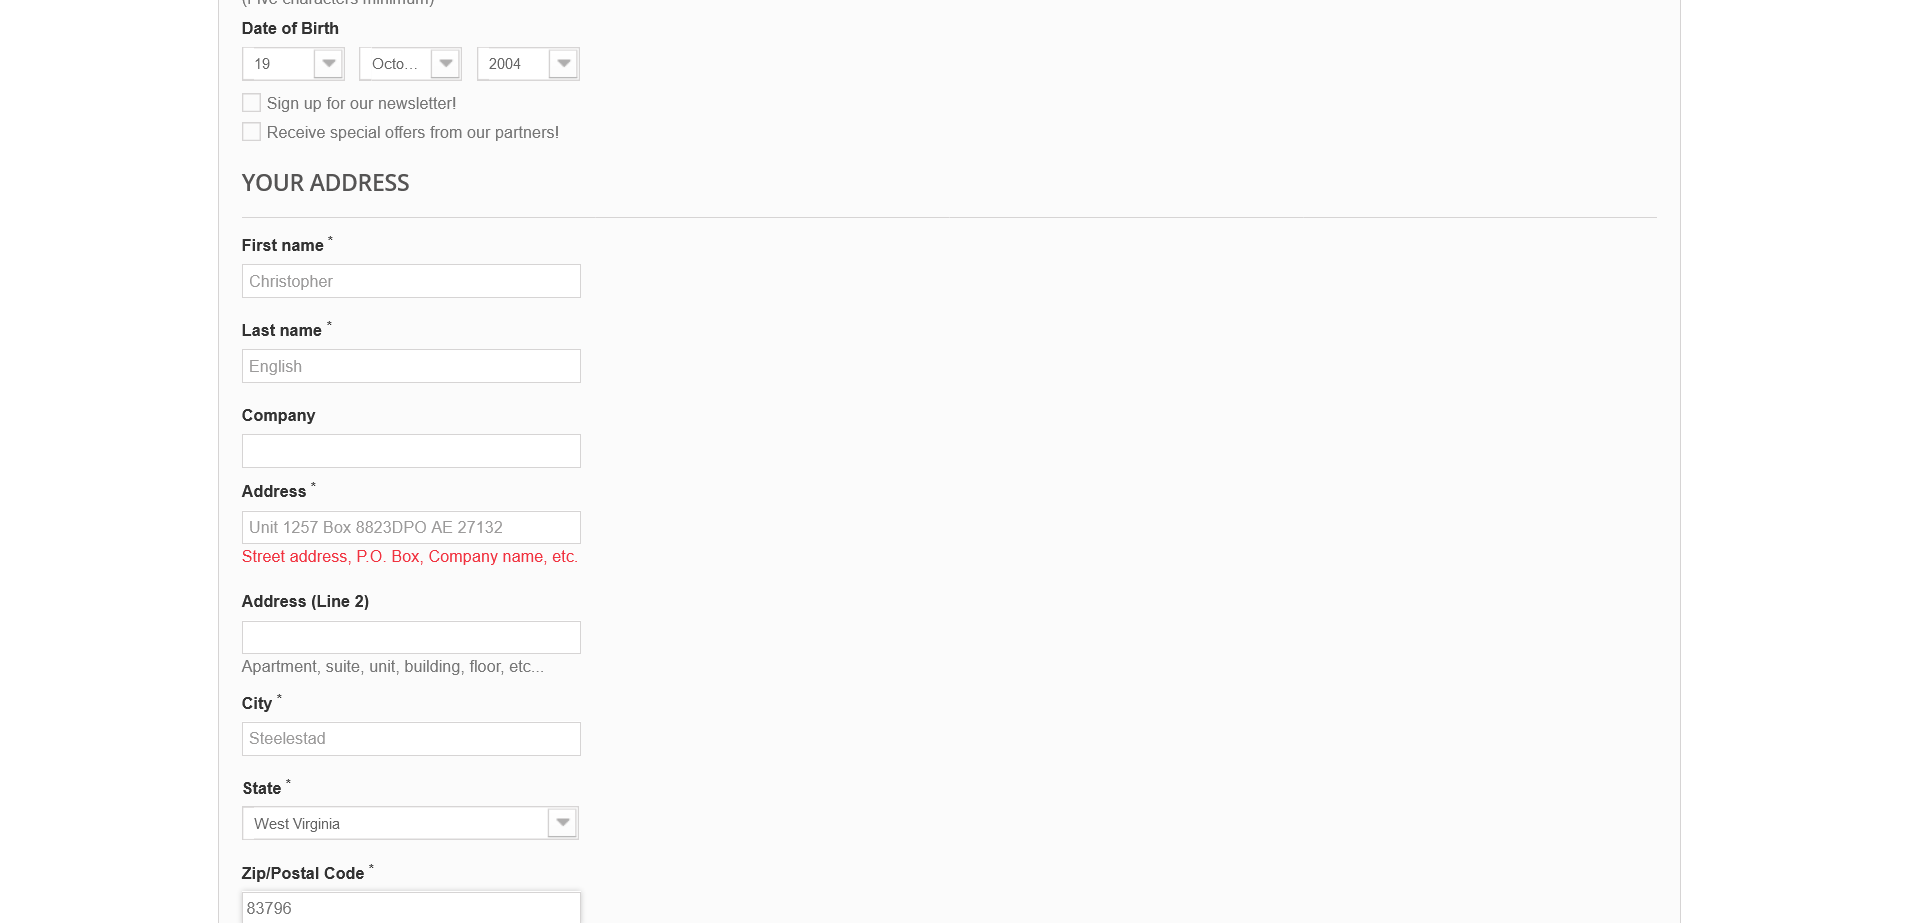 (Five characters minimum)
Date of Birth
19 Octo... 2004
Sign up for our newsletter!
Receive special offers from our partners!
YOUR ADDRESS
First name *
Christopher
Last name *
English
Company
Address *
Unit 1257 Box 8823DPO AE 27132
Street address, P.O. Box, Company name, etc.
Address (Line 2)
Apartment, suite, unit, building, floor, etc...
City *
Steelestad
State *
West Virginia
Zip/Postal Code *
83796